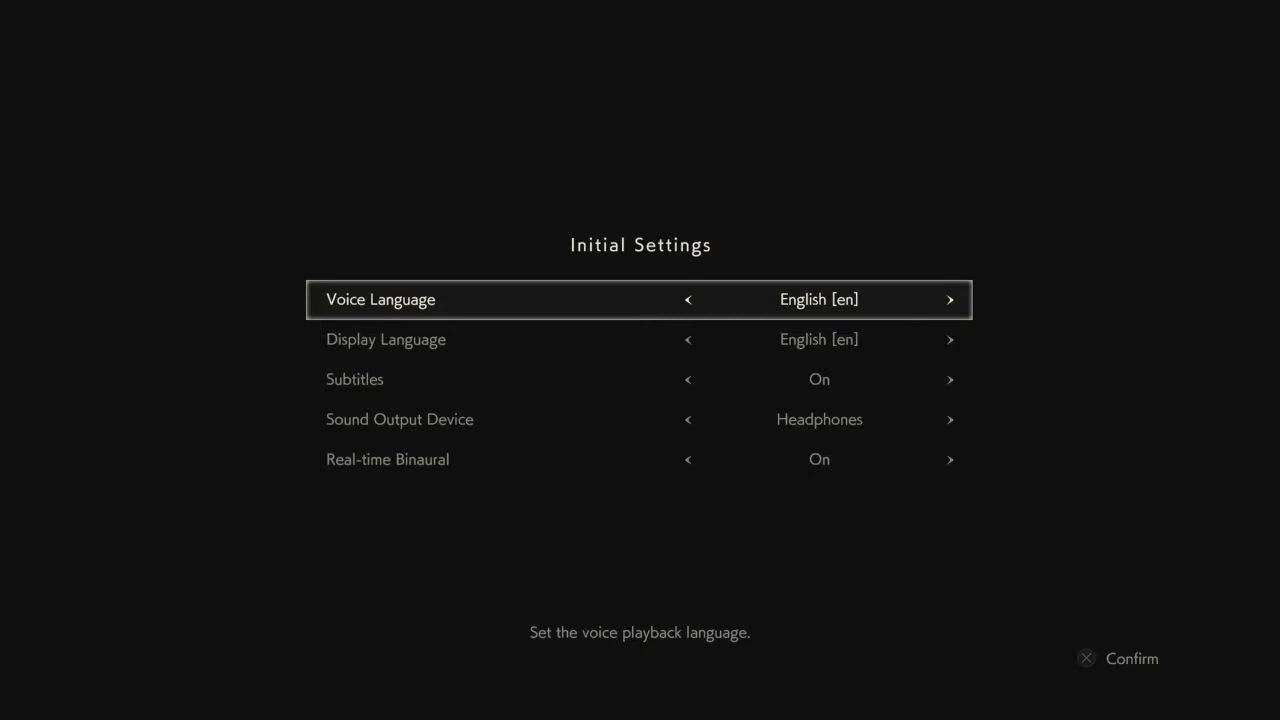 Initial Settings
Voice Language < English [en] >
Display Language < English [en] >
Subtitles < On >
Sound Output Device < Headphones >
Real-time Binaural < On >
Set the voice playback language.
Confirm